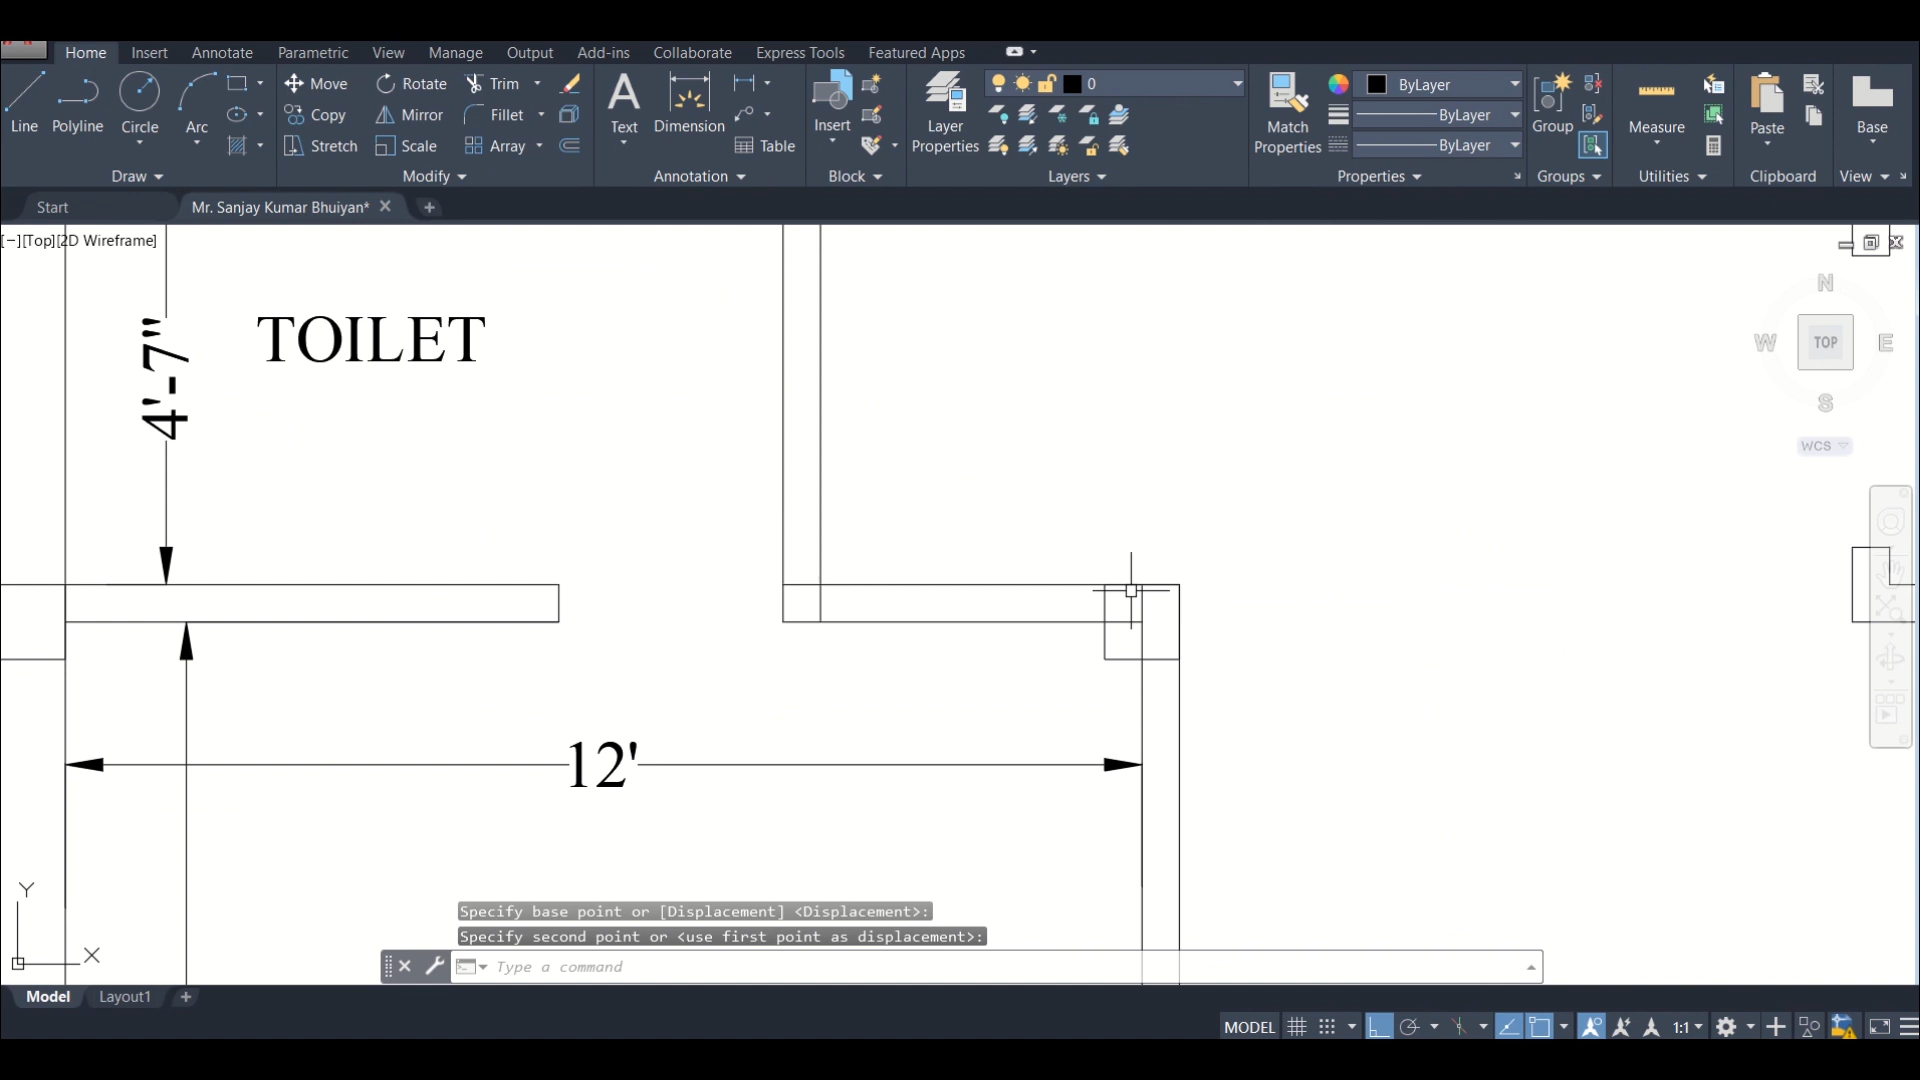 Home Insert Annotate Parametric View Manage Output Add-ins Collaborate Express Tools Featured Apps
Move Rotate Trim 0 ByLayer
Copy Mirror Fillet ByLayer
Stretch Scale Array Table ByLayer
Line Polyline Circle Arc Text Dimension Insert Layer Properties Match Properties Group Measure Paste Base
Draw Modify Annotation Block Layers Properties Groups Utilities Clipboard View
Start Mr. Sanjay Kumar Bhuiyan*
[−][Top][2D Wireframe]
N
W TOP E
S
WCS
TOILET
4'-7"
12'
Y
X
Specify base point or [Displacement] <Displacement>:
Specify second point or <use first point as displacement>:
Type a command
Model Layout1 +
MODEL 1:1